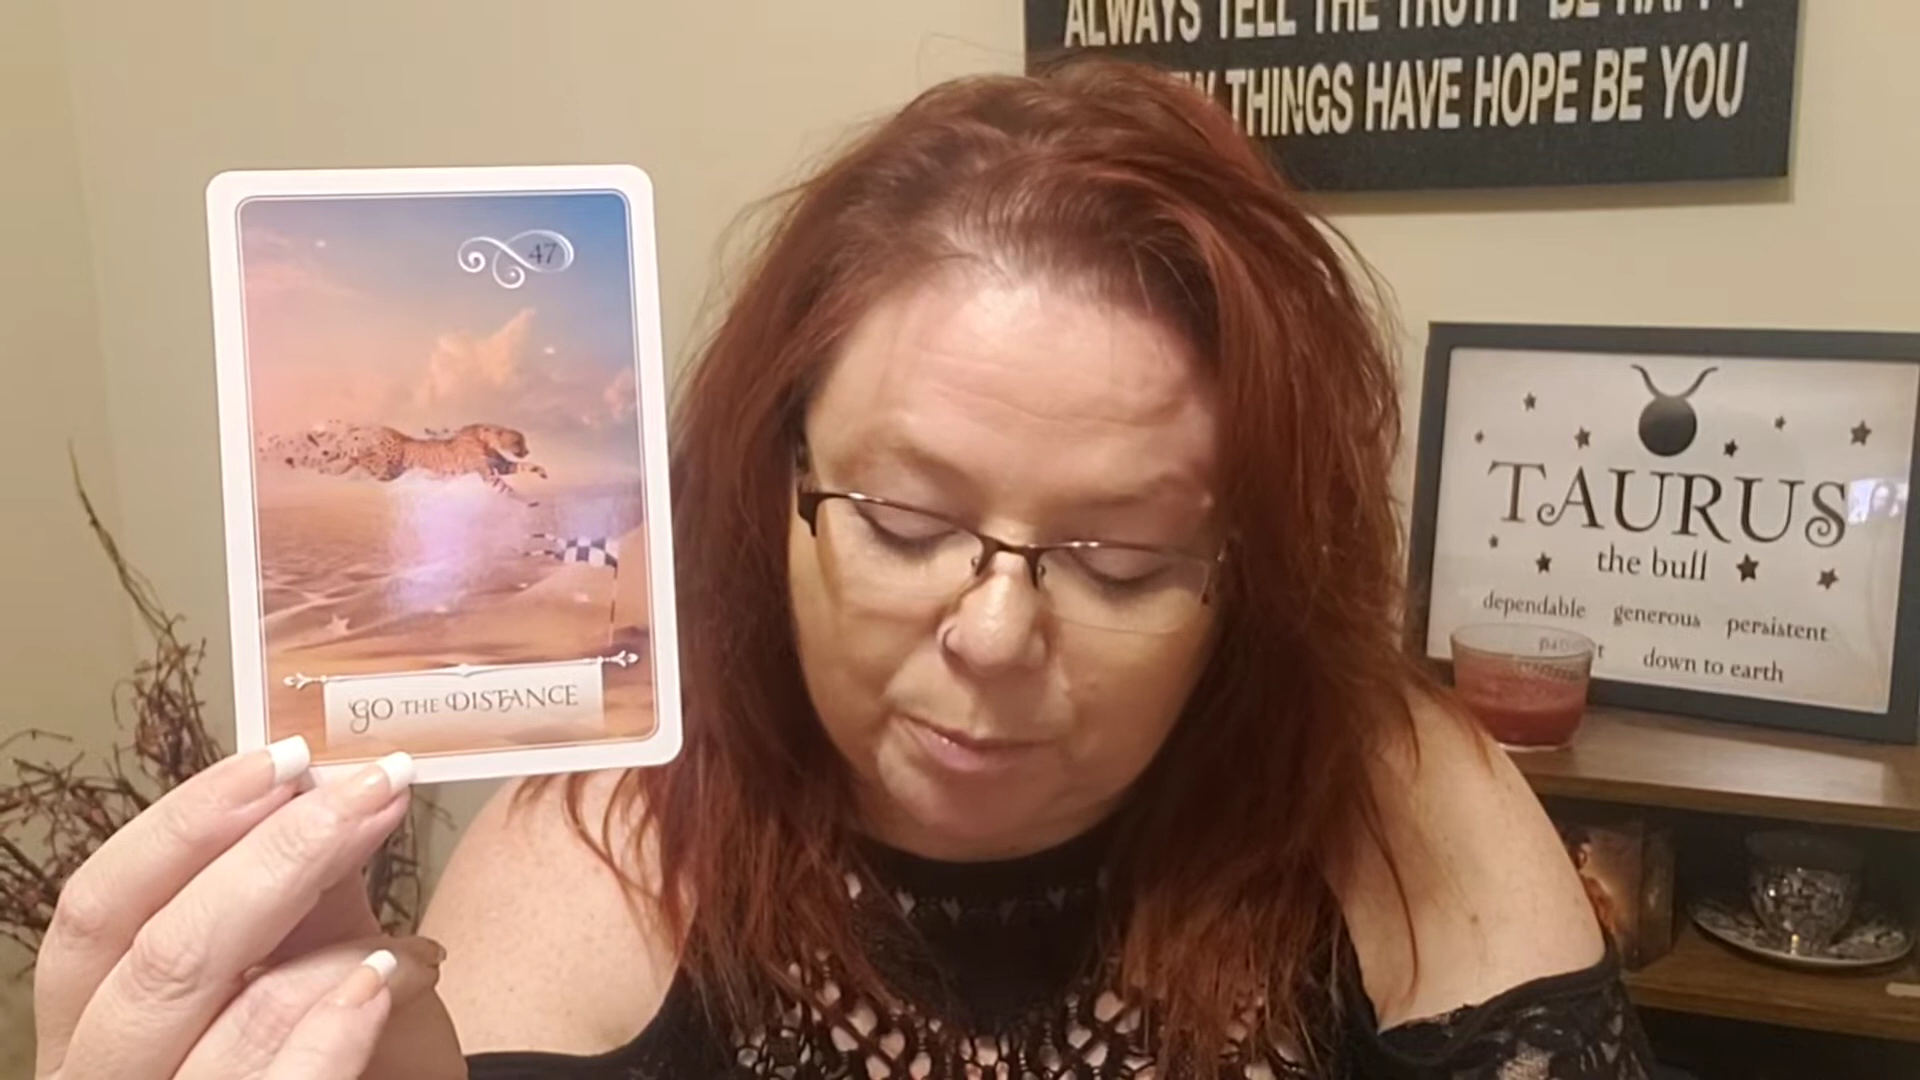 ALWAYS TELL THE TRUTH BE HAPPY
THINGS HAVE HOPE BE YOU
47
GO THE DISTANCE
TAURUS
the bull
dependable generous persistent
down to earth